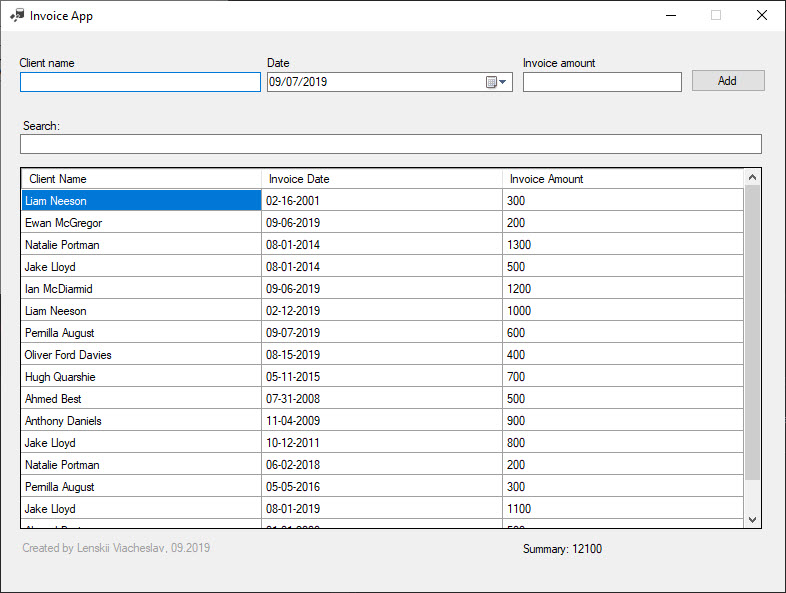 Invoice App
Client name Date Invoice amount
09/07/2019 Add
Search:
Client Name Invoice Date Invoice Amount
Liam Neeson 02-16-2001 300
Ewan McGregor 09-06-2019 200
Natalie Portman 08-01-2014 1300
Jake Lloyd 08-01-2014 500
Ian McDiarmid 09-06-2019 1200
Liam Neeson 02-12-2019 1000
Pernilla August 09-07-2019 600
Oliver Ford Davies 08-15-2019 400
Hugh Quarshie 05-11-2015 700
Ahmed Best 07-31-2008 500
Anthony Daniels 11-04-2009 900
Jake Lloyd 10-12-2011 800
Natalie Portman 06-02-2018 200
Pernilla August 05-05-2016 300
Jake Lloyd 08-01-2019 1100
Created by Lenskii Viacheslav, 09.2019 Summary: 12100